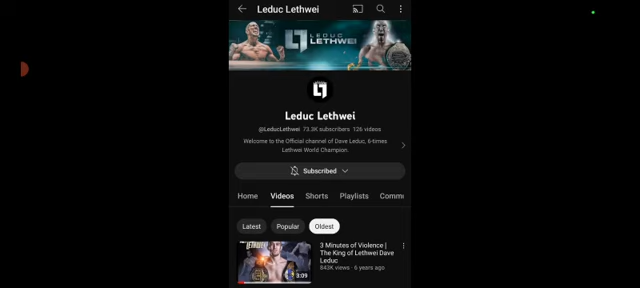 Leduc Lethwei
LEDUC
LETHWEI
Leduc Lethwei
@LeducLethwei 73.3K subscribers 126 videos
Welcome to the Official channel of Dave Leduc, 6-times
Lethwei World Champion.
Subscribed
Home Videos Shorts Playlists Commu
Latest Popular Oldest
3 Minutes of Violence |
The King of Lethwei Dave
Leduc
843K views · 6 years ago
3:09